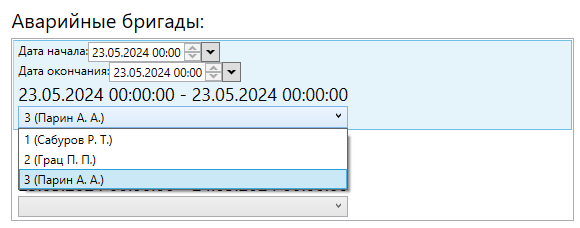 Аварийные бригады:
Дата начала: 23.05.2024 00:00
Дата окончания: 23.05.2024 00:00
23.05.2024 00:00:00 - 23.05.2024 00:00:00
3 (Парин А. А.)
1 (Сабуров Р. Т.)
2 (Грац П. П.)
3 (Парин А. А.)